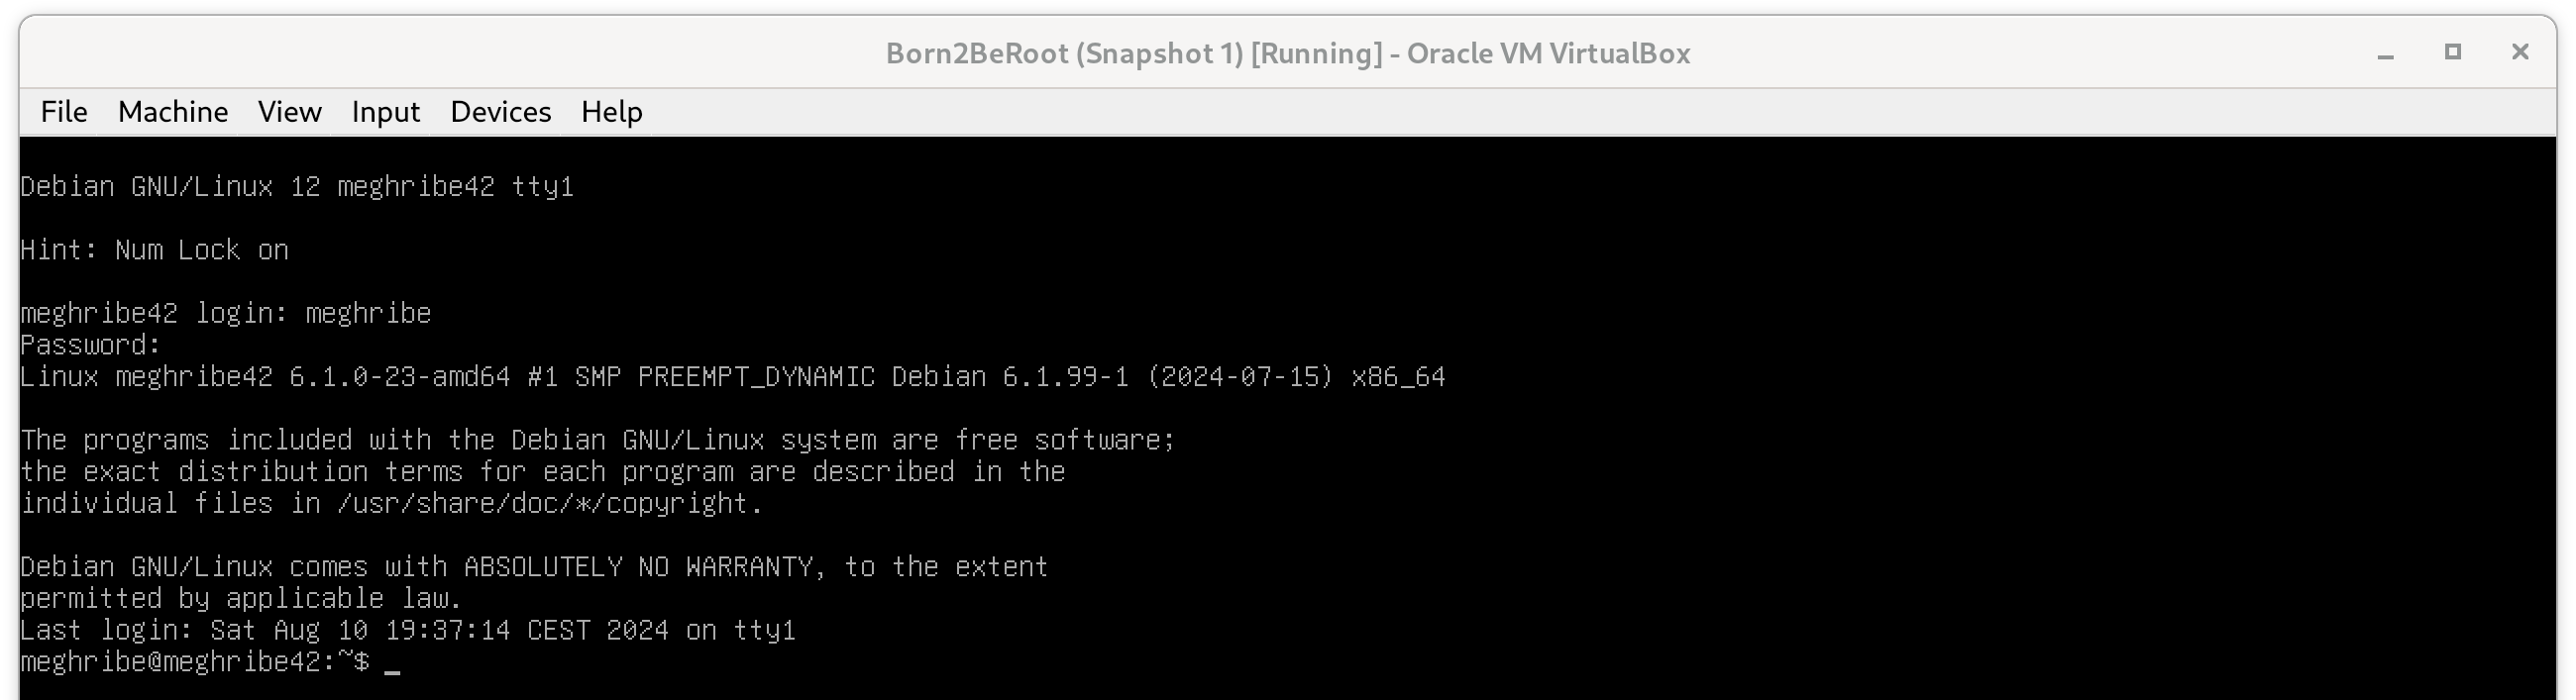 Born2BeRoot (Snapshot 1) [Running] - Oracle VM VirtualBox
File Machine View Input Devices Help
Debian GNU/Linux 12 meghribe42 tty1
Hint: Num Lock on
meghribe42 login: meghribe
Password:
Linux meghribe42 6.1.0-23-amd64 #1 SMP PREEMPT_DYNAMIC Debian 6.1.99-1 (2024-07-15) x86_64
The programs included with the Debian GNU/Linux system are free software;
the exact distribution terms for each program are described in the
individual files in /usr/share/doc/*/copyright.
Debian GNU/Linux comes with ABSOLUTELY NO WARRANTY, to the extent
permitted by applicable law.
Last login: Sat Aug 10 19:37:14 CEST 2024 on tty1
meghribe@meghribe42:~$ _